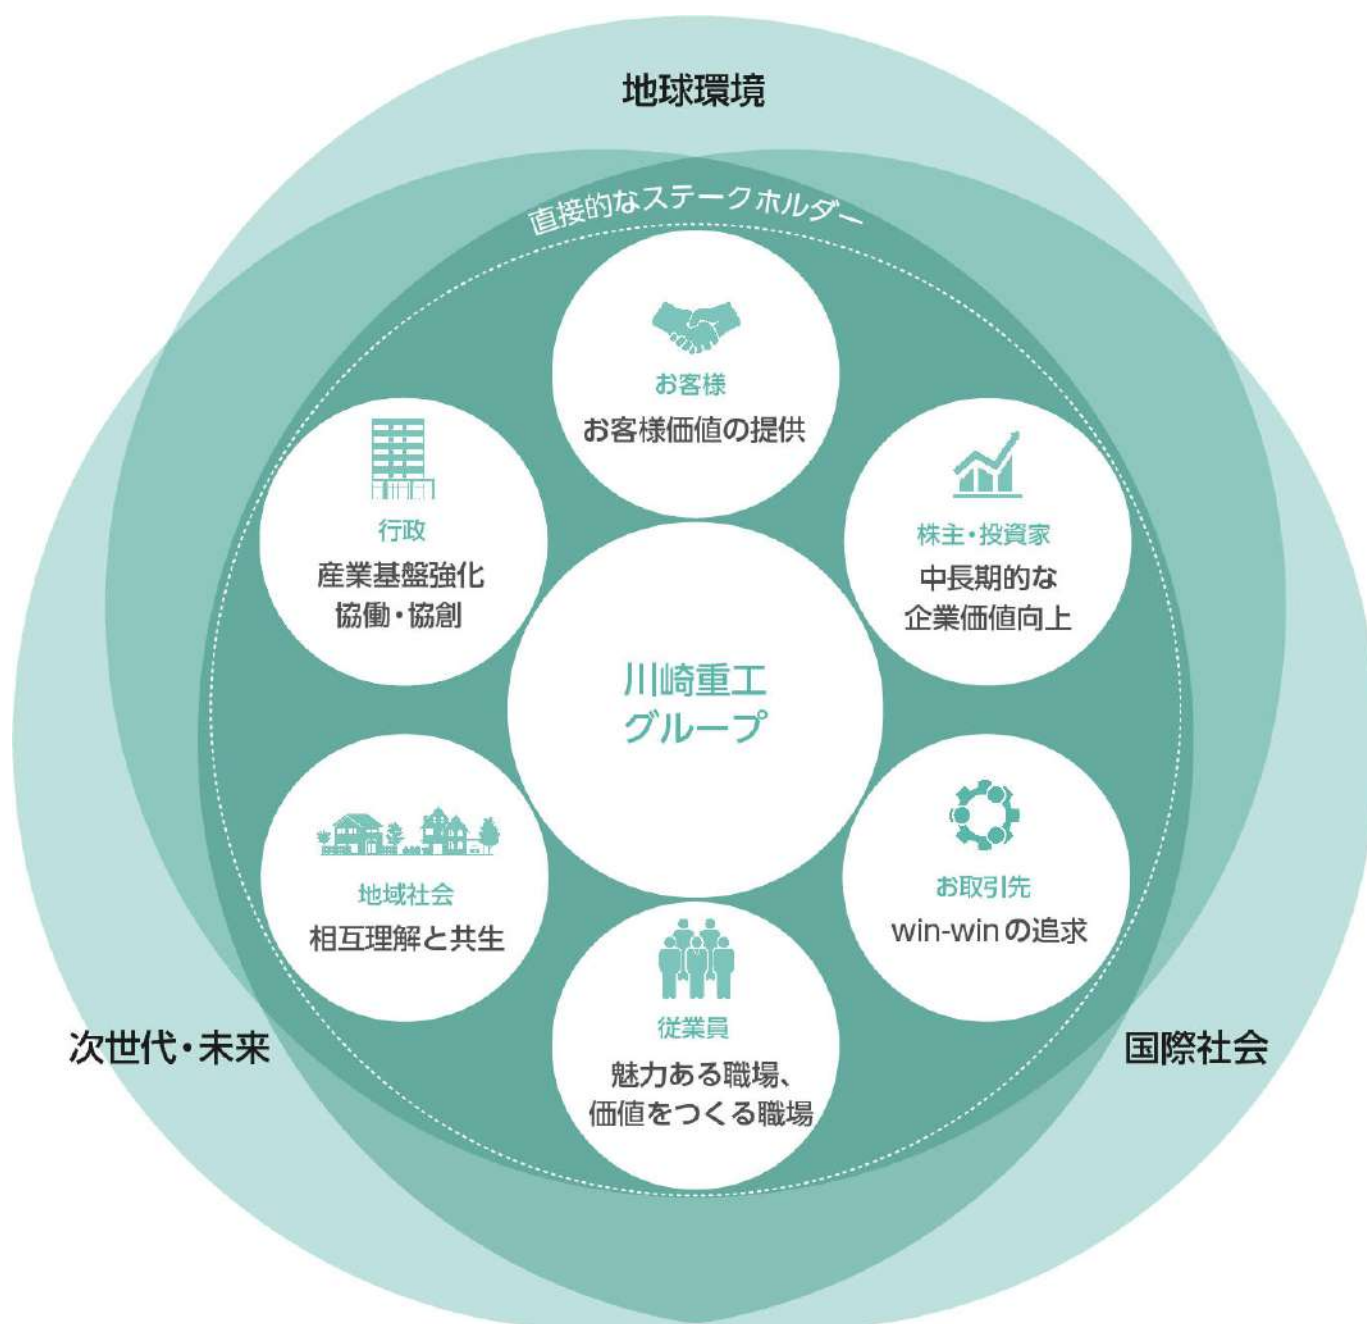 地球環境
直接的なステークホルダー
お客様
お客様価値の提供
行政
産業基盤強化
協働・協創
株主・投資家
中長期的な
企業価値向上
川崎重工
グループ
地域社会
相互理解と共生
お取引先
win-winの追求
従業員
魅力ある職場、
価値をつくる職場
次世代・未来
国際社会